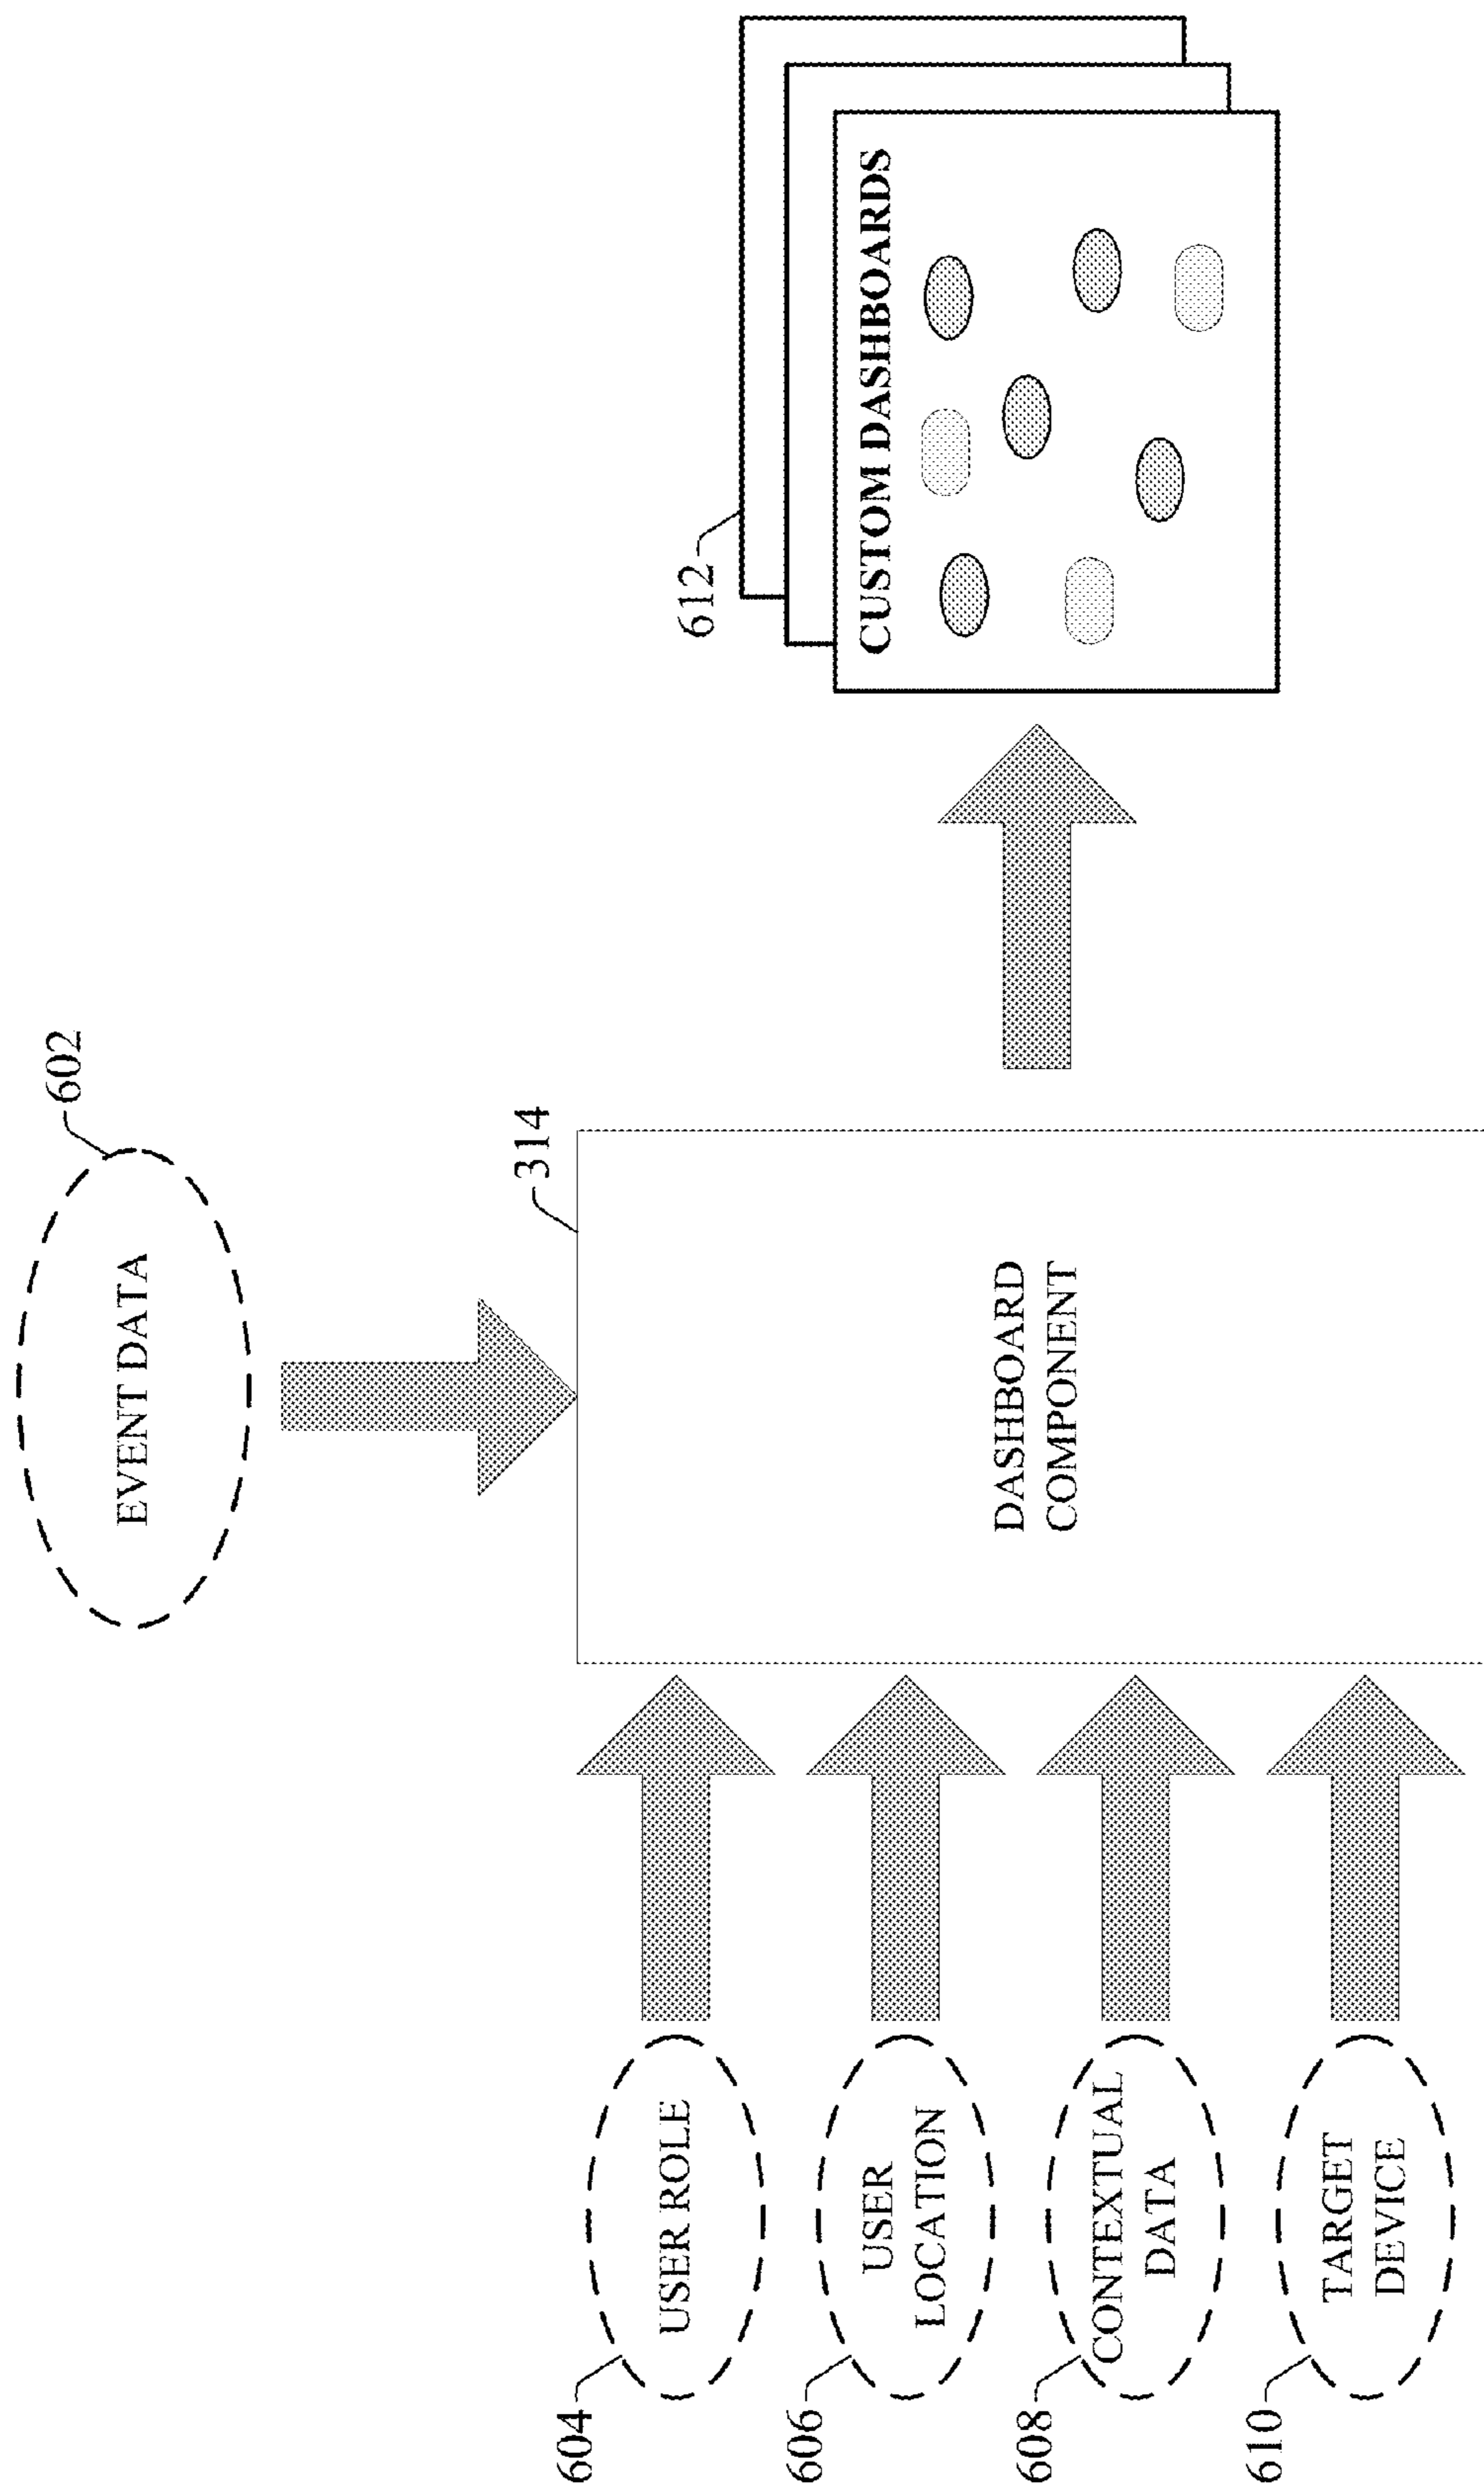 602
EVENT DATA
314
DASHBOARD
COMPONENT
604
USER ROLE
606
USER
LOCATION
608
CONTEXTUAL
DATA
610
TARGET
DEVICE
612
CUSTOM DASHBOARDS